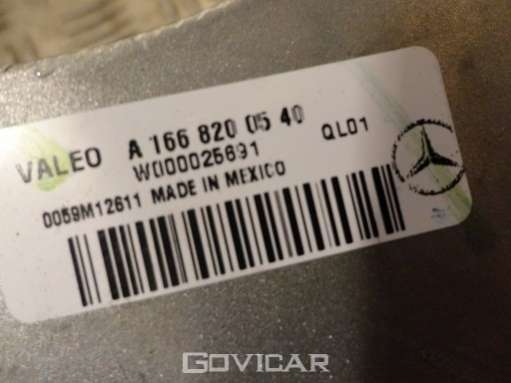 VALEO A 166 820 05 40 QL01
W000025691
0059M12611 MADE IN MEXICO
GOVICAR